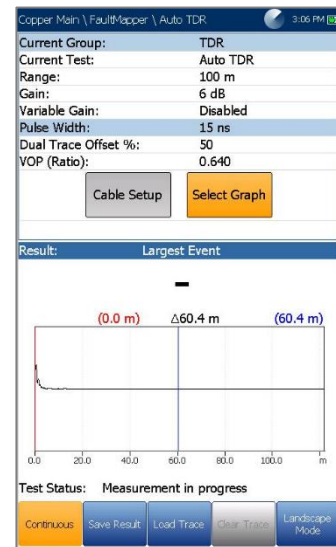 Copper Main \ FaultMapper \ Auto TDR 3:06 PM
Current Group: TDR
Current Test: Auto TDR
Range: 100 m
Gain: 6 dB
Variable Gain: Disabled
Pulse Width: 15 ns
Dual Trace Offset %: 50
VOP (Ratio): 0.640
Cable Setup Select Graph
Result: Largest Event
-
(0.0 m) △60.4 m (60.4 m)
0.0 20.0 40.0 60.0 80.0 100.0 m
Test Status: Measurement in progress
Continuous Save Result Load Trace Clear Trace Landscape
Mode